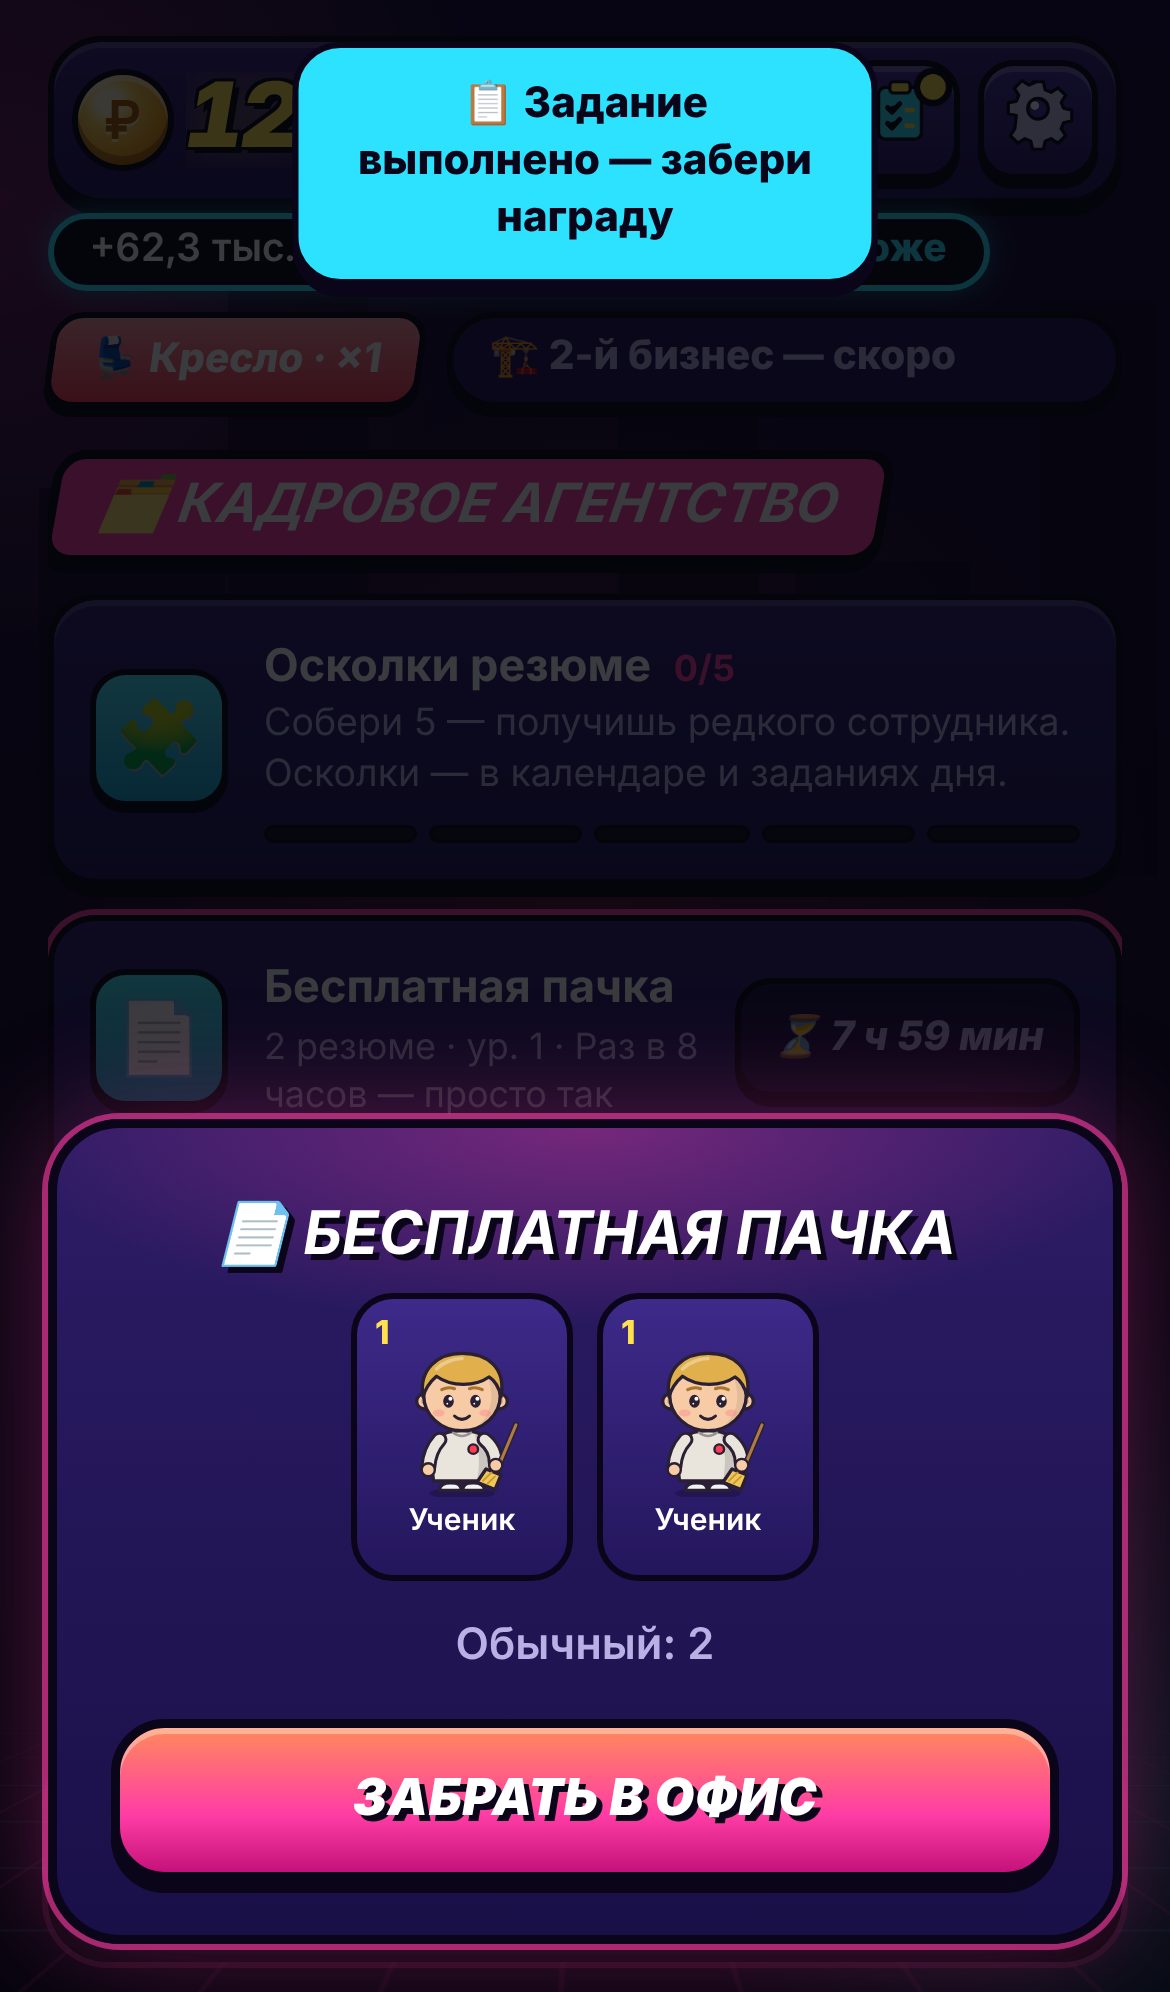 📋 Задание
выполнено — забери
награду
₽ 12
+62,3 тыс.
Кресло · ×1
2-й бизнес — скоро
КАДРОВОЕ АГЕНТСТВО
Осколки резюме 0/5
Собери 5 — получишь редкого сотрудника.
Осколки — в календаре и заданиях дня.
Бесплатная пачка
2 резюме · ур. 1 · Раз в 8
часов — просто так
⏳ 7 ч 59 мин
БЕСПЛАТНАЯ ПАЧКА
1
Ученик
1
Ученик
Обычный: 2
ЗАБРАТЬ В ОФИС